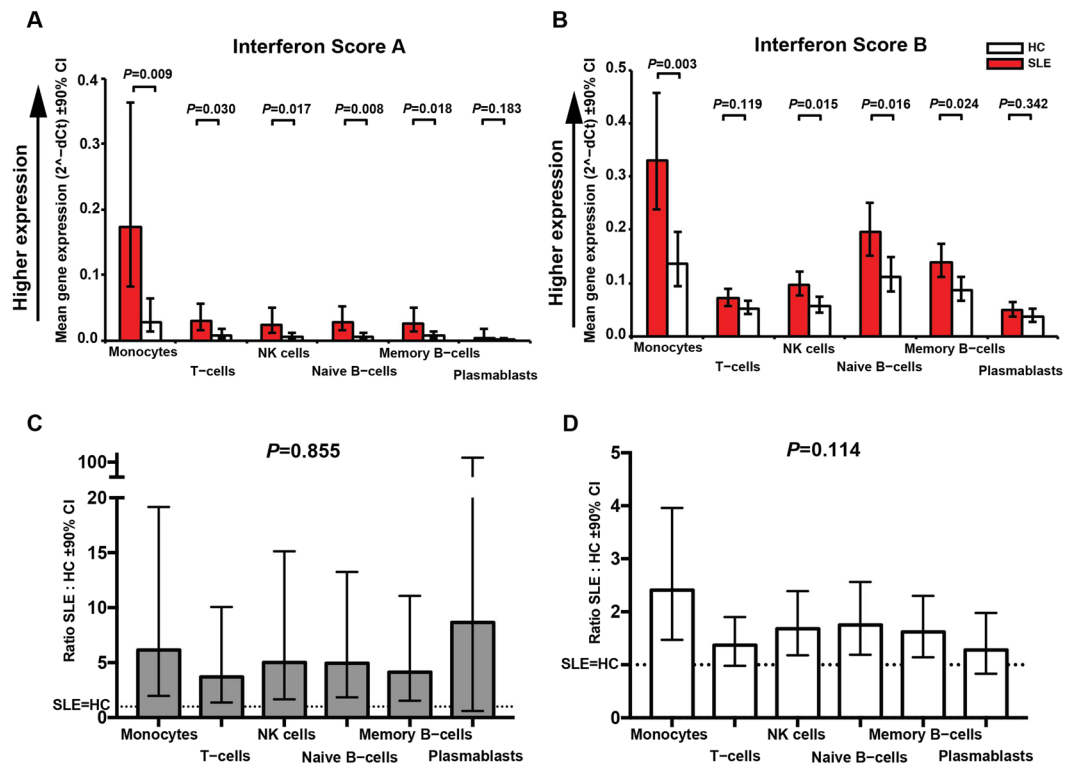 A
Interferon Score A
Higher expression
Mean gene expression (2^−dCt) ±90% CI
0.4
0.3
0.2
0.1
0.0
P=0.009
P=0.030
P=0.017
P=0.008
P=0.018
P=0.183
Monocytes
T−cells
NK cells
Naive B−cells
Memory B−cells
Plasmablasts
B
Interferon Score B
HC
SLE
Higher expression
Mean gene expression (2^−dCt) ±90% CI
0.5
0.4
0.3
0.2
0.1
0.0
P=0.003
P=0.119
P=0.015
P=0.016
P=0.024
P=0.342
Monocytes
T−cells
NK cells
Naive B−cells
Memory B−cells
Plasmablasts
C
P=0.855
Ratio SLE : HC ±90% CI
100
20
15
10
5
0
SLE=HC
Monocytes
T−cells
NK cells
Naive B−cells
Memory B−cells
Plasmablasts
D
P=0.114
Ratio SLE : HC ±90% CI
5
4
3
2
1
0
SLE=HC
Monocytes
T−cells
NK cells
Naive B−cells
Memory B−cells
Plasmablasts